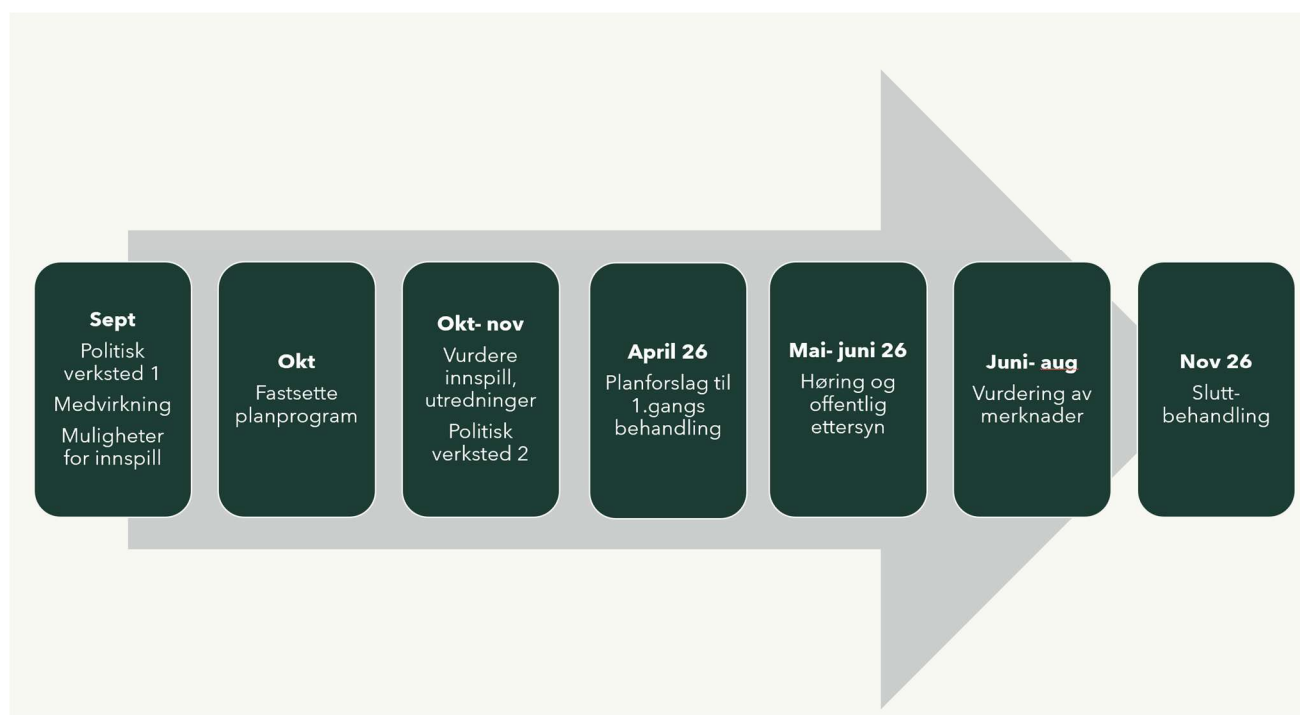 Sept
Politisk
verksted 1
Medvirkning
Muligheter
for innspill
Okt
Fastsette
planprogram
Okt- nov
Vurdere
innspill,
utredninger
Politisk
verksted 2
April 26
Planforslag til
1.gangs
behandling
Mai- juni 26
Høring og
offentlig
ettersyn
Juni- aug
Vurdering av
merknader
Nov 26
Slutt-
behandling